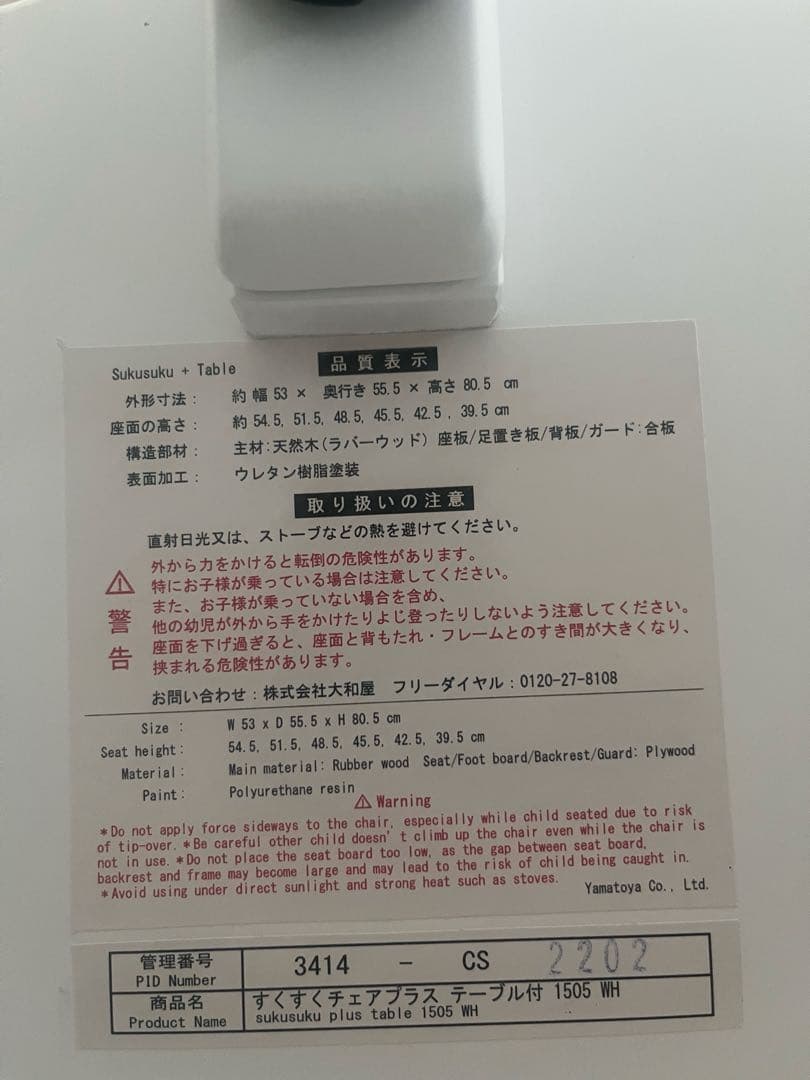 Sukusuku + Table 品質表示
外形寸法： 約 幅 53 × 奥行き 55.5 × 高さ 80.5 cm
座面の高さ： 約 54.5, 51.5, 48.5, 45.5, 42.5 , 39.5 cm
構造部材： 主材:天然木(ラバーウッド) 座板/足置き板/背板/ガード:合板
表面加工： ウレタン樹脂塗装
取り扱いの注意
直射日光又は、ストーブなどの熱を避けてください。
⚠警告
外から力をかけると転倒の危険性があります。
特にお子様が乗っている場合は注意してください。
また、お子様が乗っていない場合を含め、
他の幼児が外から手をかけたりよじ登ったりしないよう注意してください。
座面を下げ過ぎると、座面と背もたれ・フレームとのすき間が大きくなり、
挟まれる危険性があります。
お問い合わせ：株式会社大和屋 フリーダイヤル：0120-27-8108
Size : W 53 x D 55.5 x H 80.5 cm
Seat height: 54.5, 51.5, 48.5, 45.5, 42.5, 39.5 cm
Material: Main material: Rubber wood Seat/Foot board/Backrest/Guard: Plywood
Paint: Polyurethane resin
⚠ Warning
*Do not apply force sideways to the chair, especially while child seated due to risk
of tip-over. *Be careful other child doesn't climb up the chair even while the chair is
not in use. *Do not place the seat board too low, as the gap between seat board,
backrest and frame may become large and may lead to the risk of child being caught in.
*Avoid using under direct sunlight and strong heat such as stoves.
Yamatoya Co., Ltd.
管理番号
PID Number
3414 - CS 2202
商品名
Product Name
すくすくチェアプラス テーブル付 1505 WH
sukusuku plus table 1505 WH